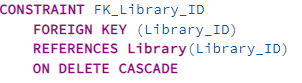 CONSTRAINT FK_Library_ID
FOREIGN KEY (Library_ID)
REFERENCES Library(Library_ID)
ON DELETE CASCADE